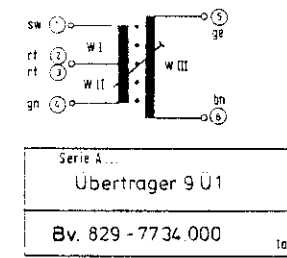 sw 1 5
ge
W I
rt 2
rt 3
W III
W II
gn 4
bn
6
Serie A...
Übertrager 9 Ü1
Bv. 829-7734.000